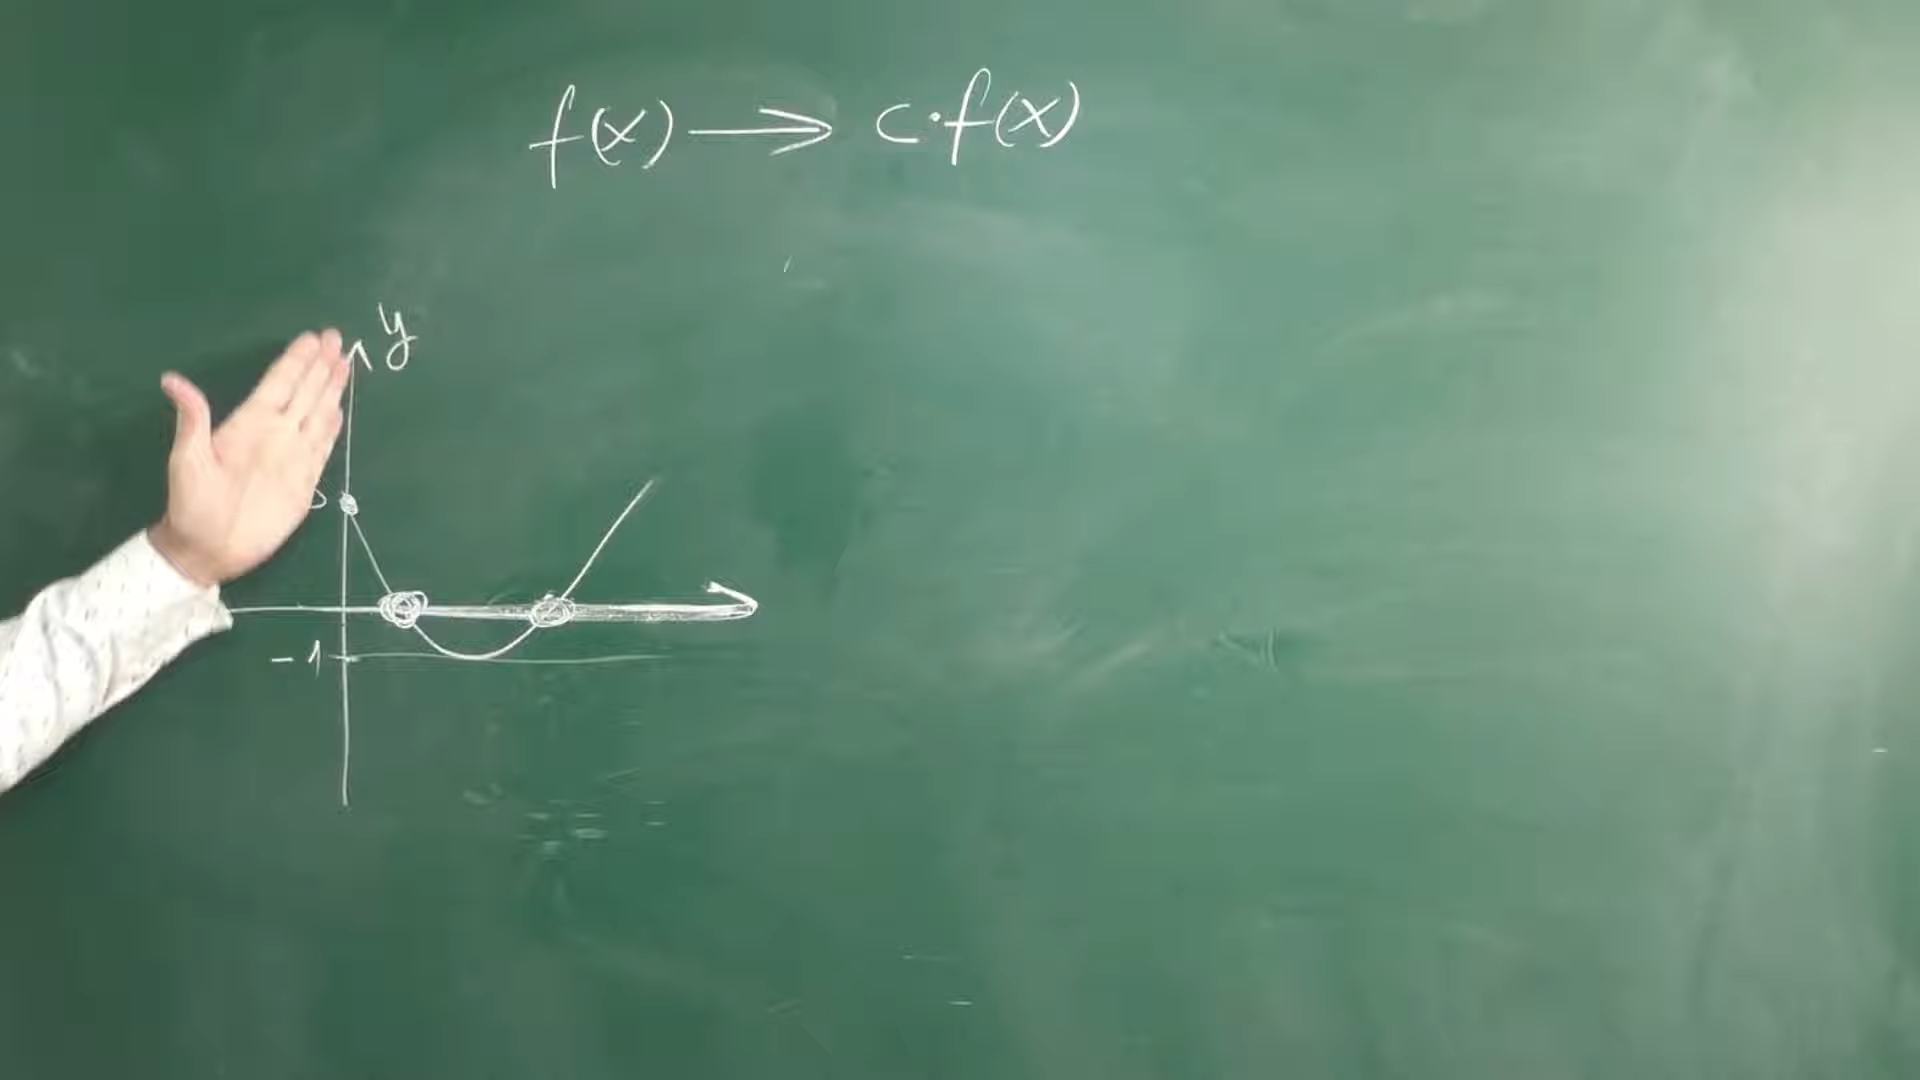 f(x) → c·f(x)
y
-1